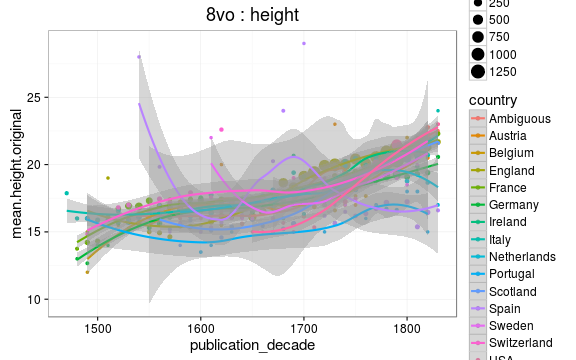 8vo : height
mean.height.original
25
20
15
10
1500
1600
1700
1800
publication_decade
250
500
750
1000
1250
country
Ambiguous
Austria
Belgium
England
France
Germany
Ireland
Italy
Netherlands
Portugal
Scotland
Spain
Sweden
Switzerland
USA